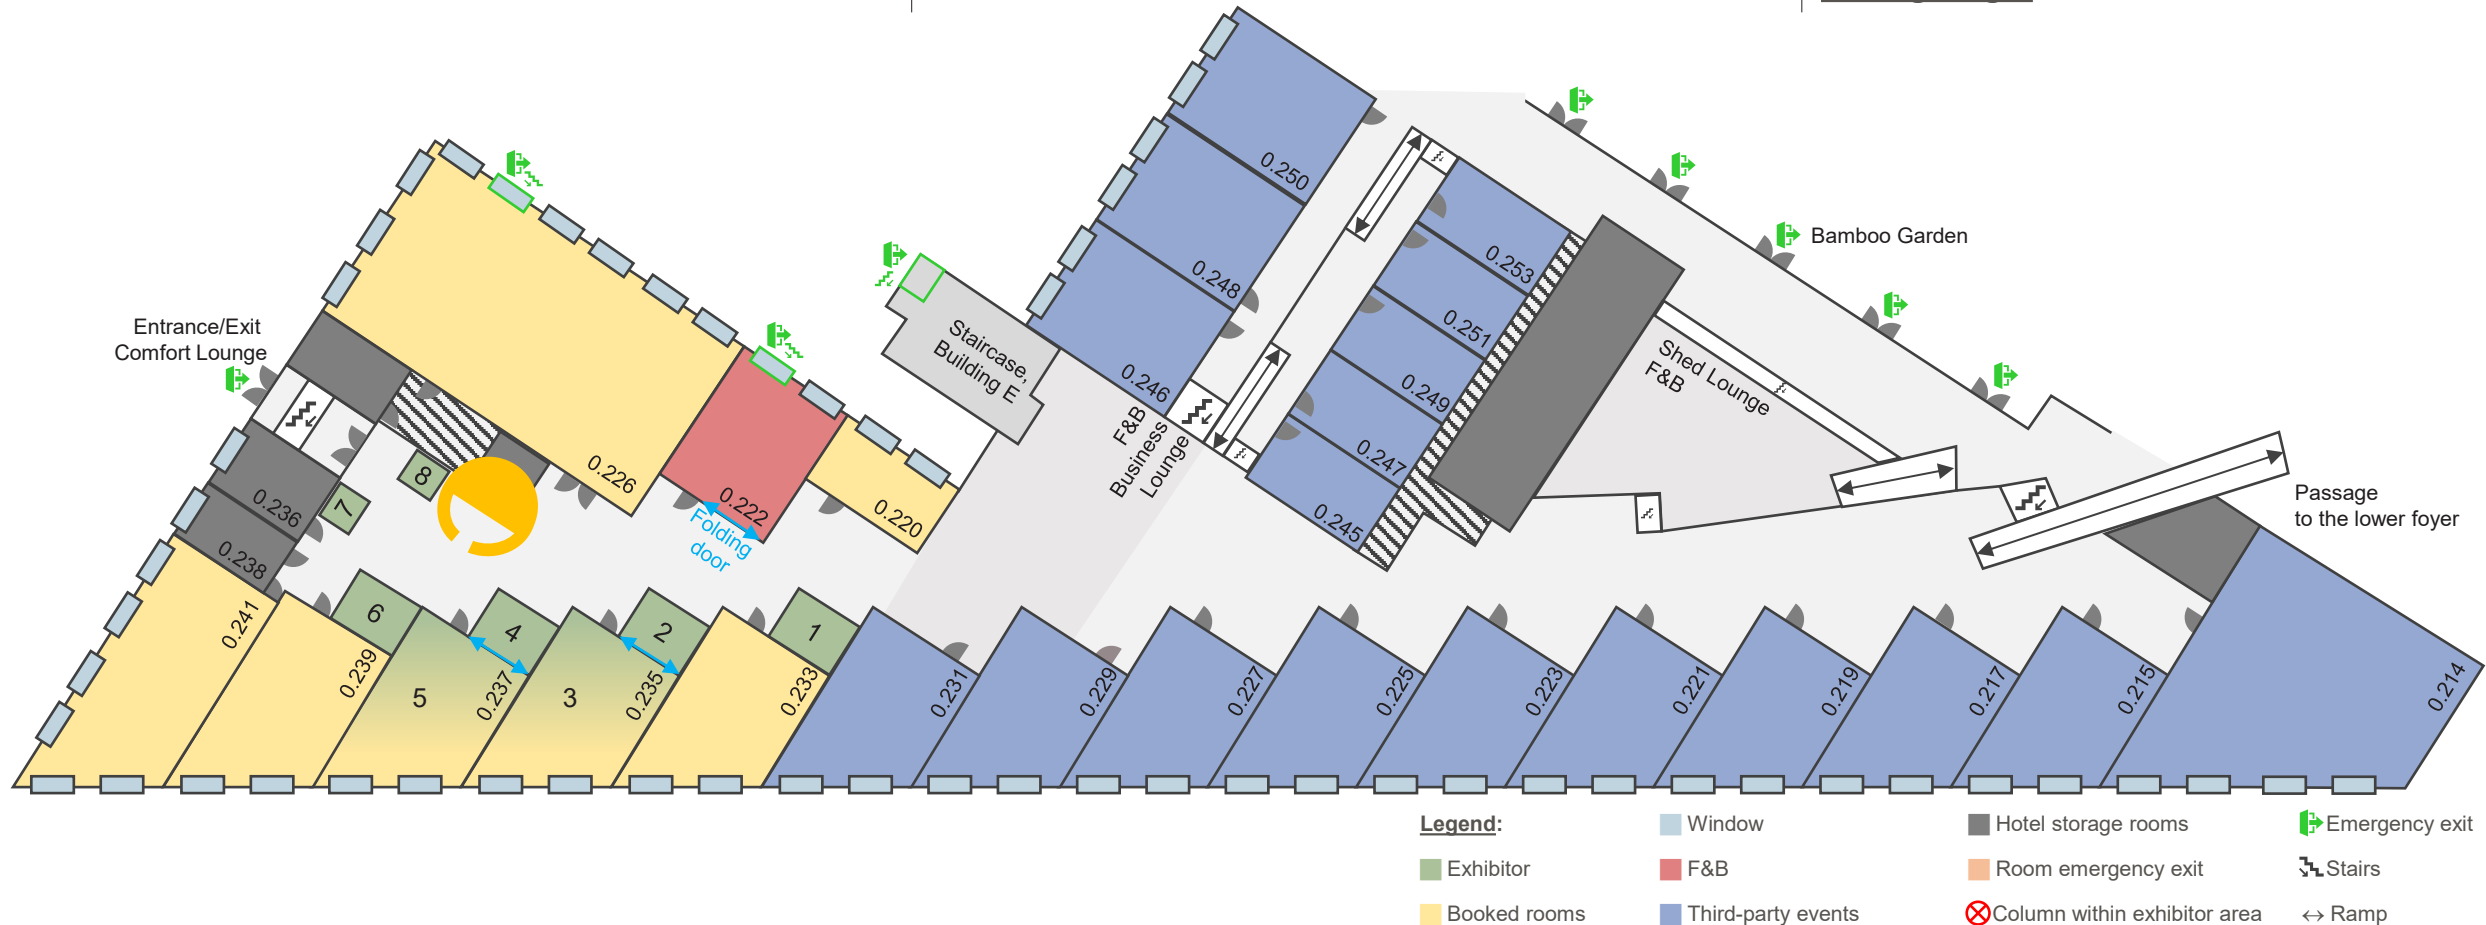 0.250
0.248
0.246
0.253
0.251
0.249
0.247
0.245
Bamboo Garden
Entrance/Exit
Comfort Lounge
Staircase,
Building E
F&B
Business
Lounge
Shed Lounge
F&B
Passage
to the lower foyer
0.226
0.222
Folding
door
0.220
0.236
0.238
7
8
0.241
6
0.239
5
4
0.237
3
2
0.235
1
0.233
0.231
0.229
0.227
0.225
0.223
0.221
0.219
0.217
0.215
0.214
Legend:
Window
Hotel storage rooms
Emergency exit
Exhibitor
F&B
Room emergency exit
Stairs
Booked rooms
Third-party events
Column within exhibitor area
Ramp